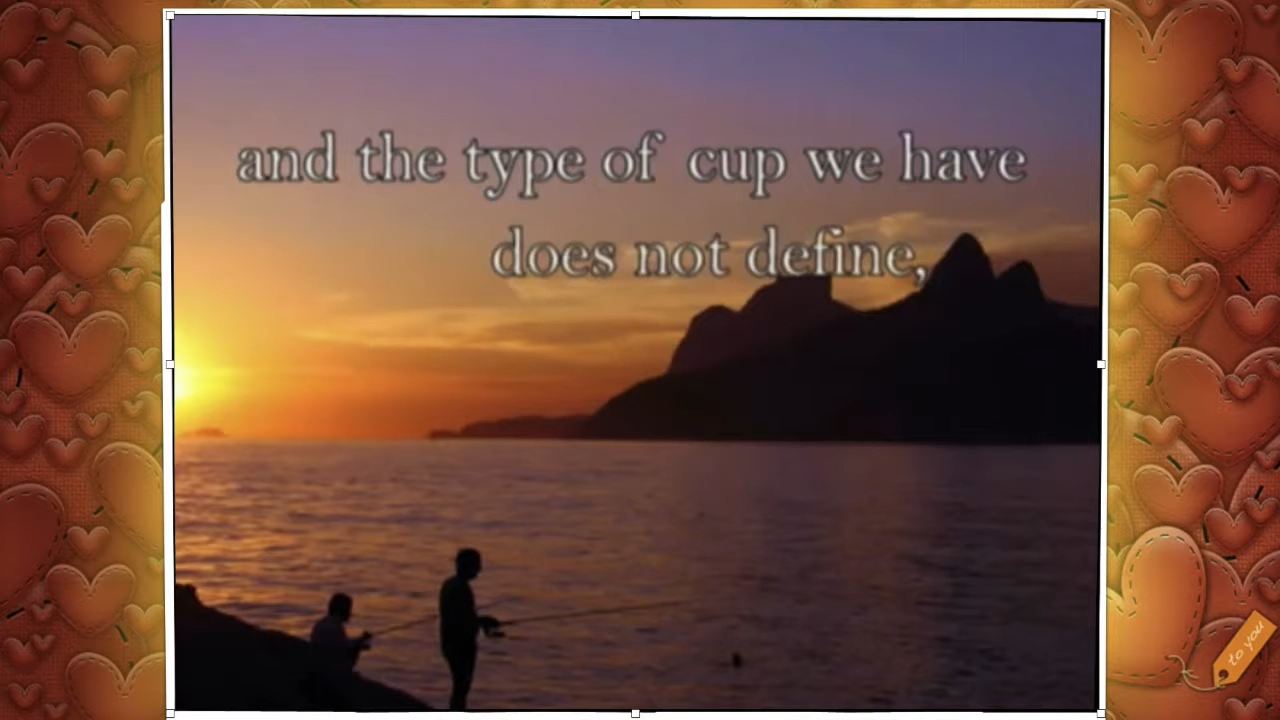 and the type of cup we have
does not define,
to you